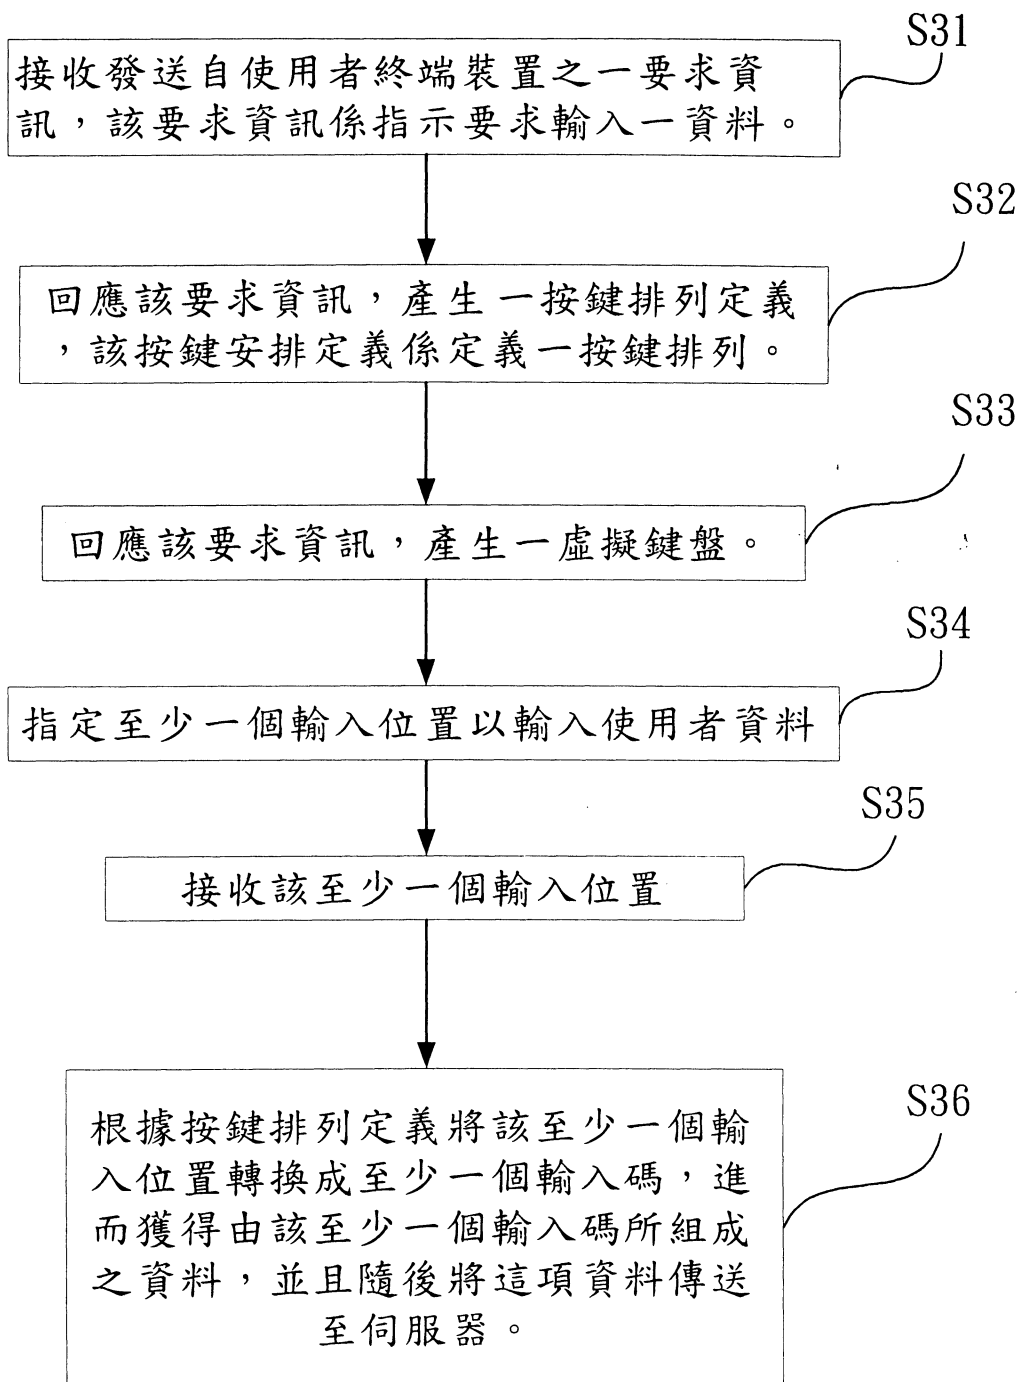 S31
接收發送自使用者終端裝置之一要求資
訊，該要求資訊係指示要求輸入一資料。
S32
回應該要求資訊，產生一按鍵排列定義
，該按鍵安排定義係定義一按鍵排列。
S33
回應該要求資訊，產生一虛擬鍵盤。
S34
指定至少一個輸入位置以輸入使用者資料
S35
接收該至少一個輸入位置
S36
根據按鍵排列定義將該至少一個輸
入位置轉換成至少一個輸入碼，進
而獲得由該至少一個輸入碼所組成
之資料，並且隨後將這項資料傳送
至伺服器。